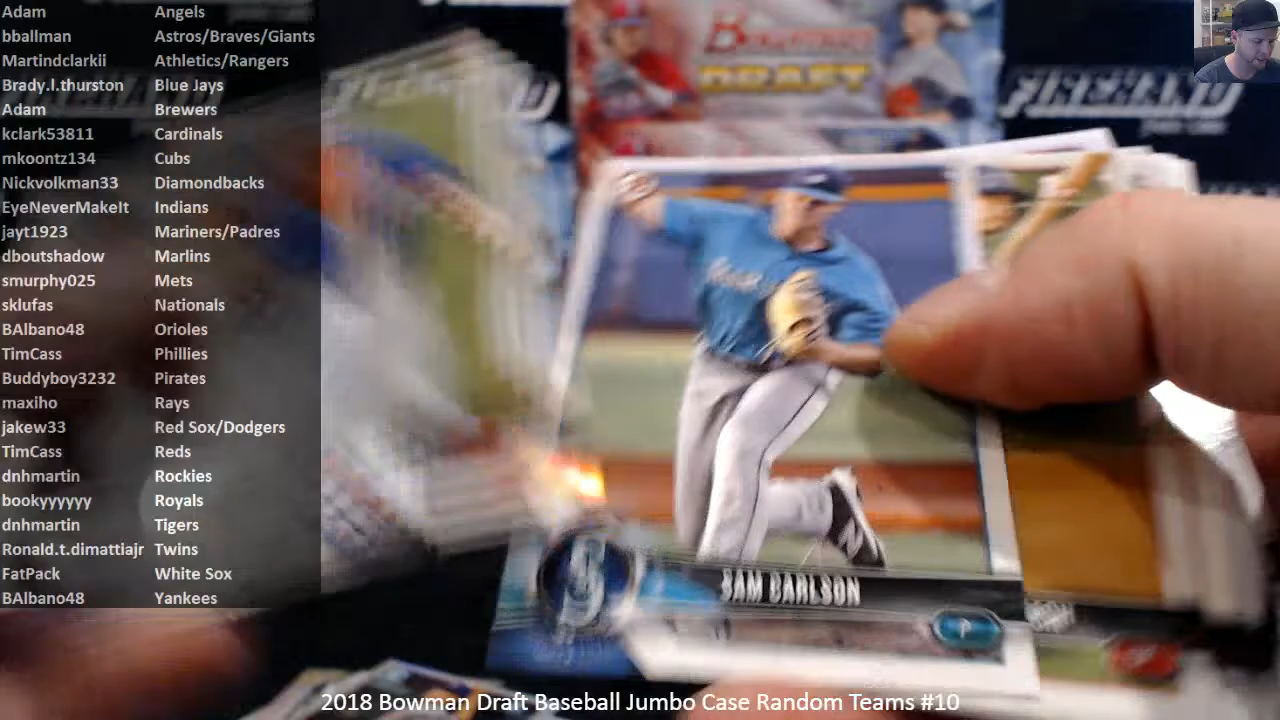 Adam Angels
bballman Astros/Braves/Giants
Martindclarkii Athletics/Rangers
Brady.l.thurston Blue Jays
Adam Brewers
kclark53811 Cardinals
mkoontz134 Cubs
Nickvolkman33 Diamondbacks
EyeNeverMakeIt Indians
jayt1923 Mariners/Padres
dboutshadow Marlins
smurphy025 Mets
sklufas Nationals
BAlbano48 Orioles
TimCass Phillies
Buddyboy3232 Pirates
maxiho Rays
jakew33 Red Sox/Dodgers
TimCass Reds
dnhmartin Rockies
bookyyyyyy Royals
dnhmartin Tigers
Ronald.t.dimattiajr Twins
FatPack White Sox
BAlbano48 Yankees
BOWMAN
DRAFT
SAM CARLSON
P
2018 Bowman Draft Baseball Jumbo Case Random Teams #10